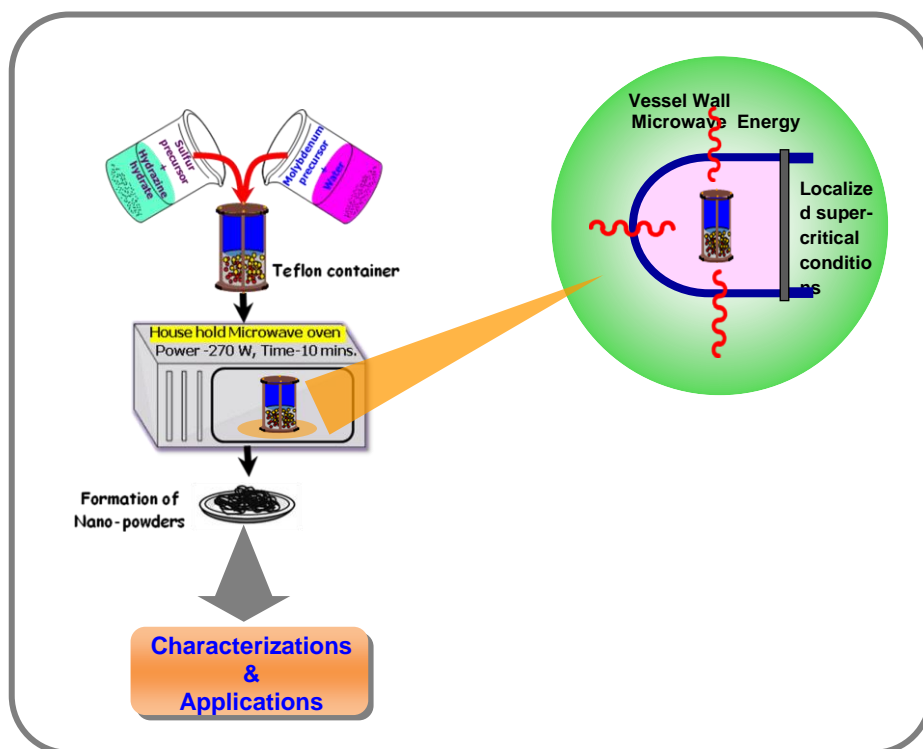 Sulfur
precursor
+
Hydrazine
hydrate
Molybdenum
precursor
+
Water
Teflon container
House hold Microwave oven
Power -270 W, Time-10 mins.
Formation of
Nano-powders
Characterizations
&
Applications
Vessel Wall
Microwave Energy
Localize
d super-
critical
conditio
ns